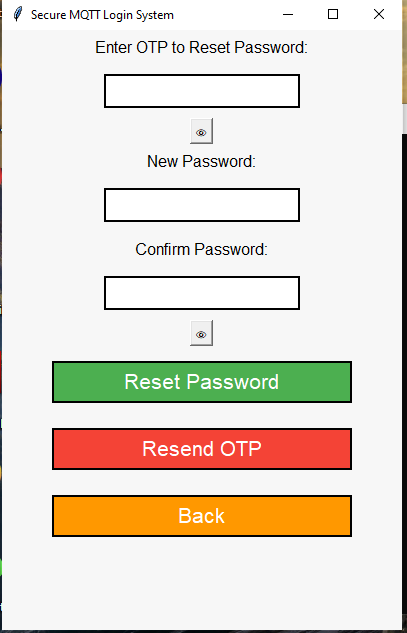 Secure MQTT Login System
Enter OTP to Reset Password:
New Password:
Confirm Password:
Reset Password
Resend OTP
Back